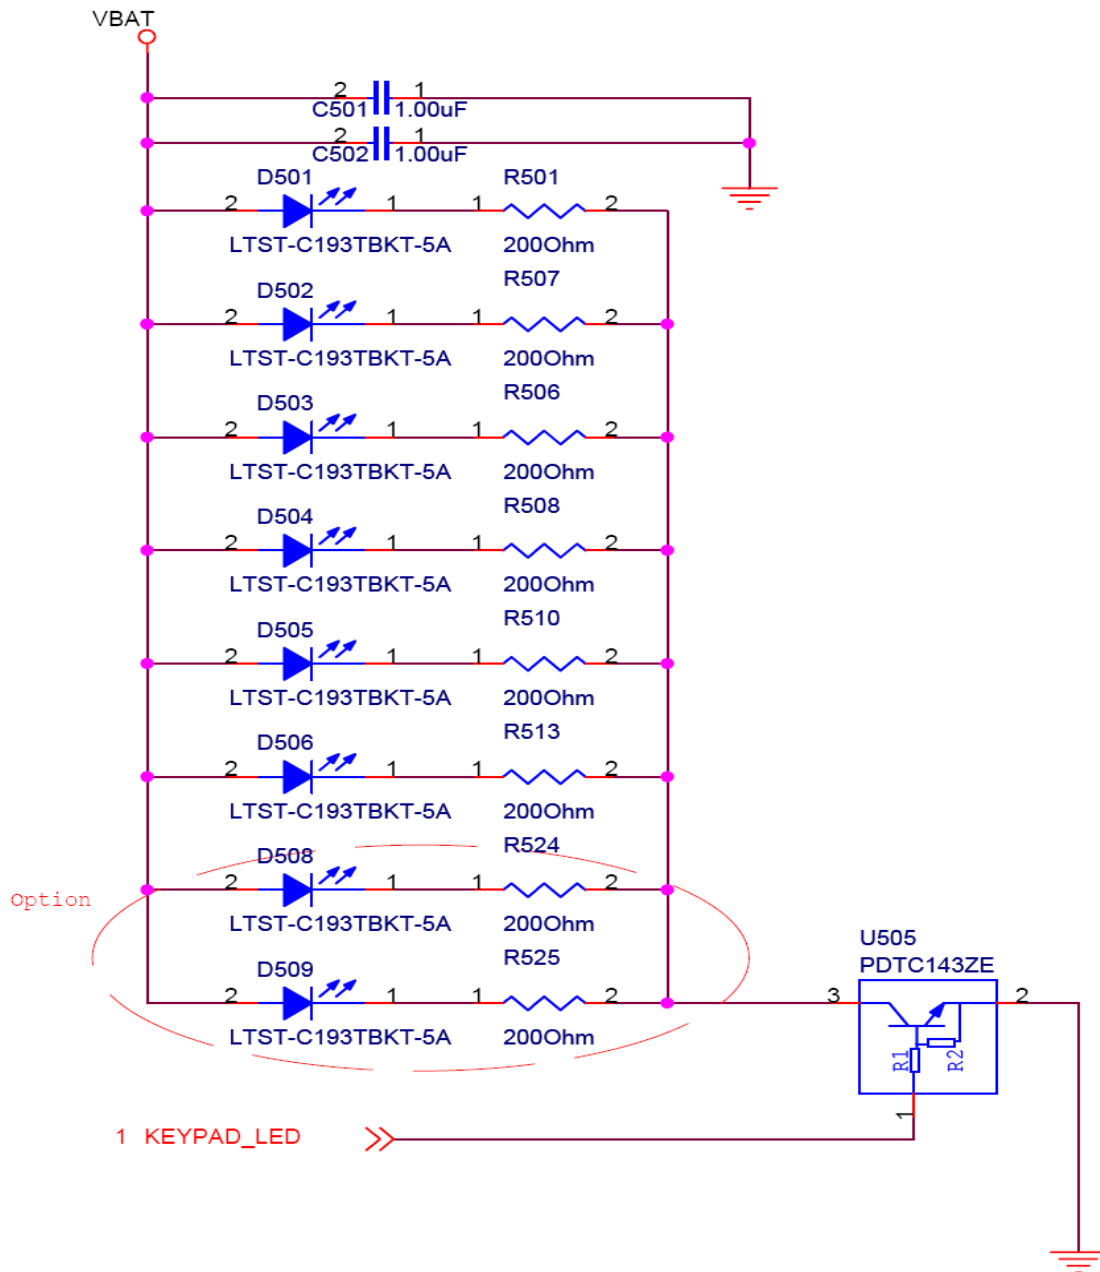 VBAT
2 1
C501 1.00uF
2 1
C502 1.00uF
D501 R501
2 1 1 2
LTST-C193TBKT-5A 200Ohm
R507
D502
2 1 1 2
LTST-C193TBKT-5A 200Ohm
R506
D503
2 1 1 2
LTST-C193TBKT-5A 200Ohm
R508
D504
2 1 1 2
LTST-C193TBKT-5A 200Ohm
R510
D505
2 1 1 2
LTST-C193TBKT-5A 200Ohm
R513
D506
2 1 1 2
LTST-C193TBKT-5A 200Ohm
R524
D508
2 1 1 2
Option
LTST-C193TBKT-5A 200Ohm
R525
D509
2 1 1 2
LTST-C193TBKT-5A 200Ohm
U505
PDTC143ZE
3 2
R1 R2
1
1 KEYPAD_LED